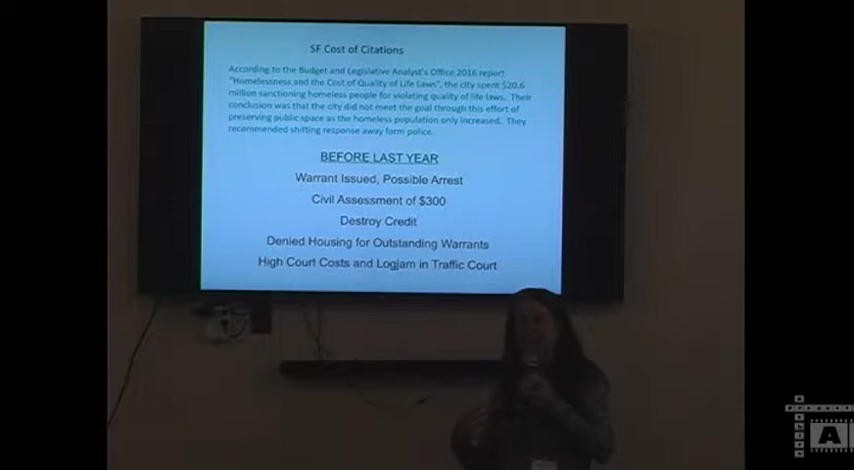 SF Cost of Citations
According to the Budget and Legislative Analyst's Office 2016 report
"Homelessness and the Cost of Quality of Life Laws", the city spent $20.6
million sanctioning homeless people for violating quality of life laws. Their
conclusion was that the city did not meet the goal through this effort of
preserving public space as the homeless population only increased. They
recommended shifting response away form police.
BEFORE LAST YEAR
Warrant Issued, Possible Arrest
Civil Assessment of $300
Destroy Credit
Denied Housing for Outstanding Warrants
High Court Costs and Logjam in Traffic Court
A